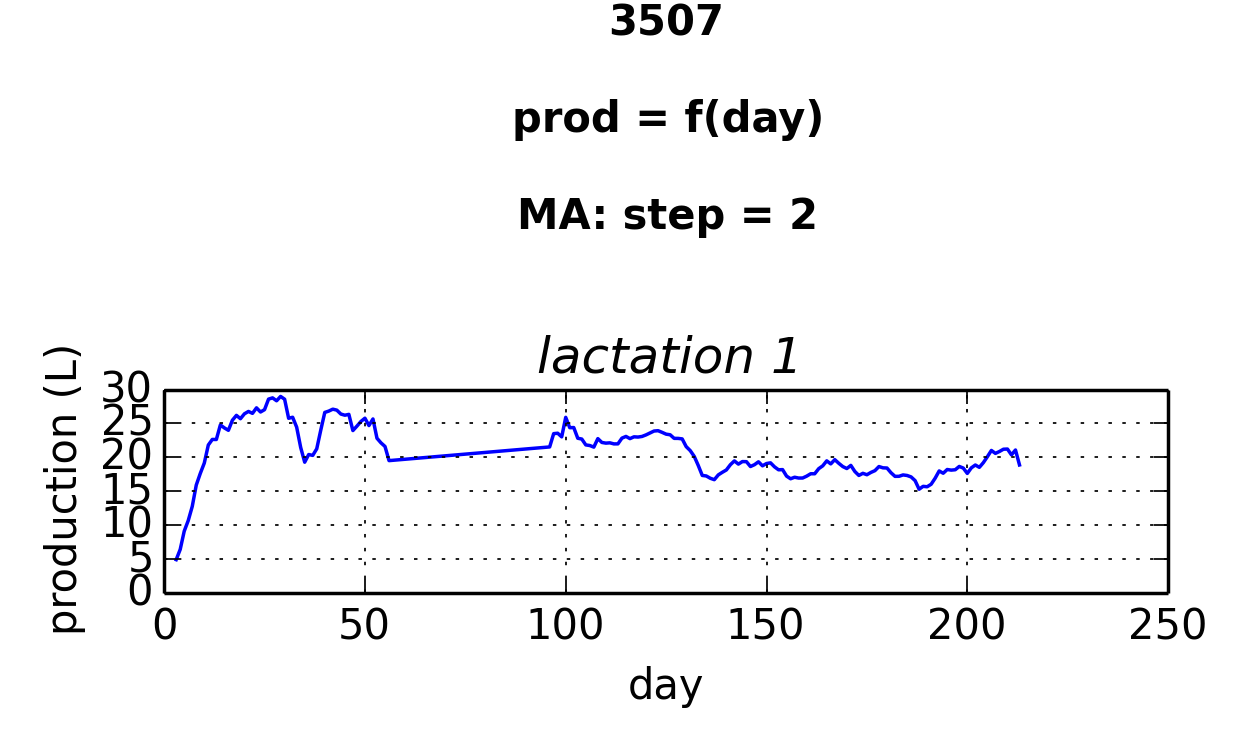 3507
prod = f(day)
MA: step = 2
lactation 1
production (L)
30
25
20
15
10
5
0
0 50 100 150 200 250
day